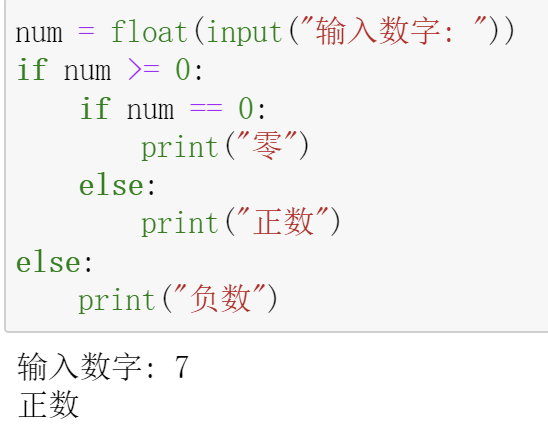 num = float(input("输入数字: "))
if num >= 0:
    if num == 0:
        print("零")
    else:
        print("正数")
else:
    print("负数")
输入数字: 7
正数